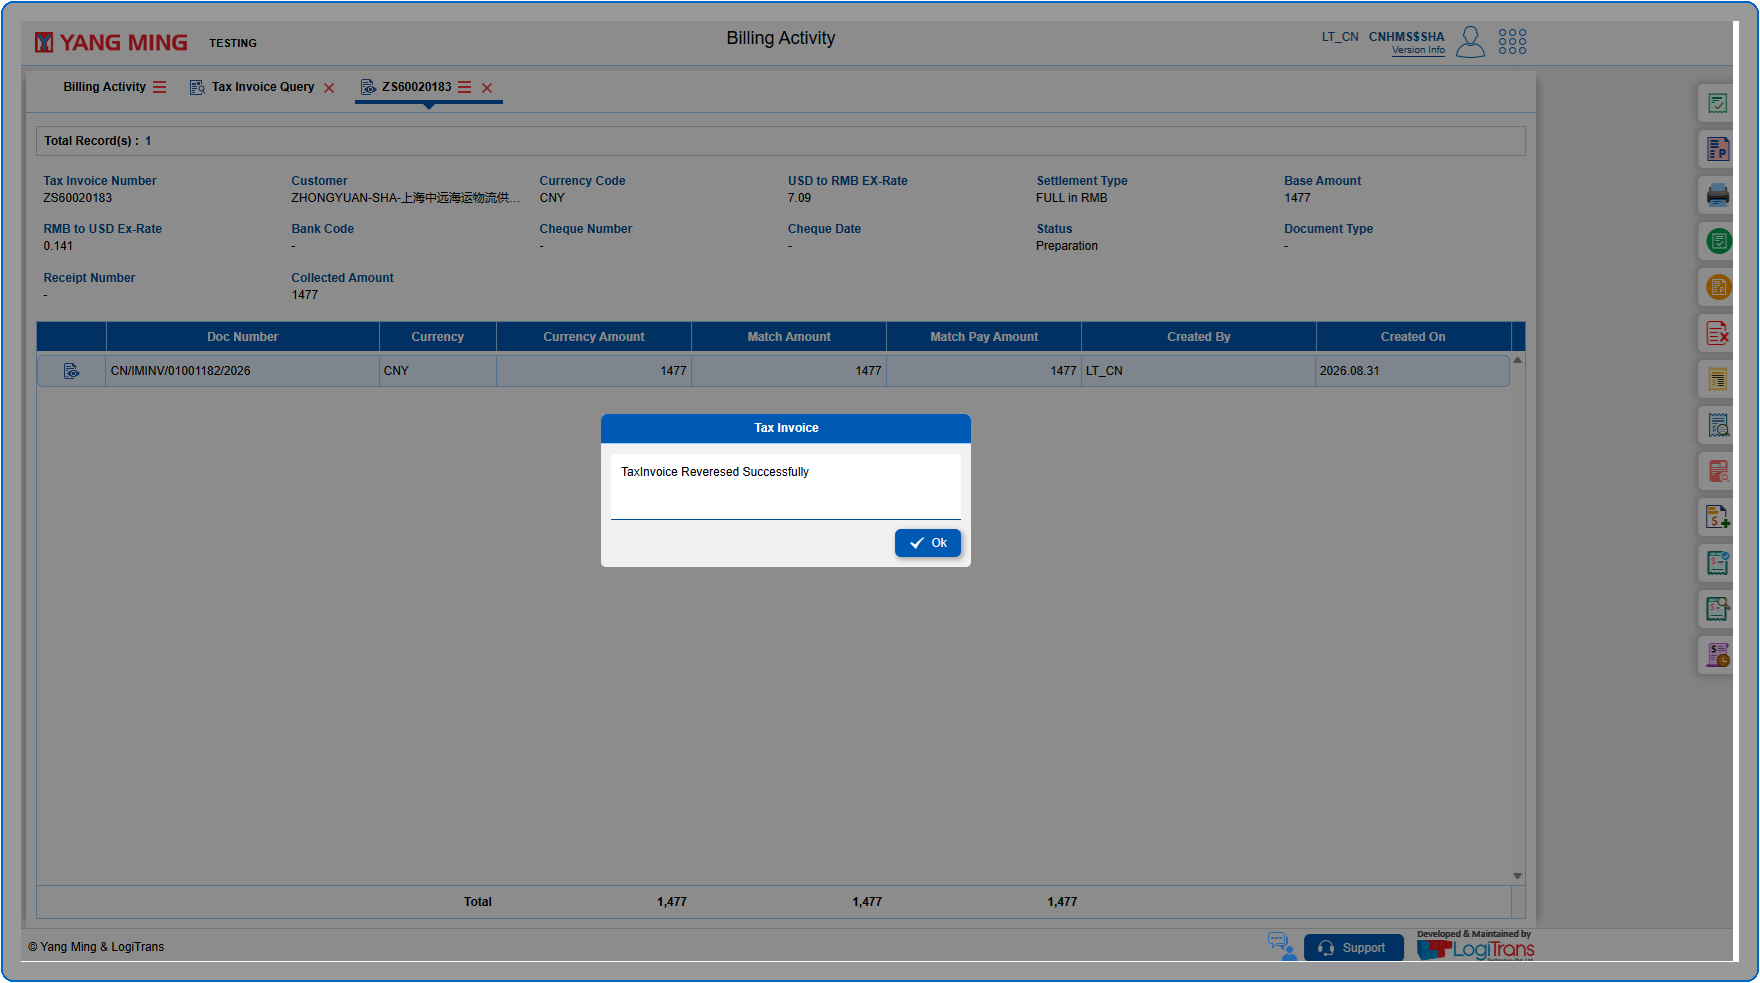 YANG MING TESTING Billing Activity LT_CN CNHMS$SHA
Version Info
Billing Activity Tax Invoice Query ZS60020183
Total Record(s) : 1
Tax Invoice Number Customer Currency Code USD to RMB EX-Rate Settlement Type Base Amount
ZS60020183 ZHONGYUAN-SHA-上海中远海运物流供... CNY 7.09 FULL in RMB 1477
RMB to USD Ex-Rate Bank Code Cheque Number Cheque Date Status Document Type
0.141 - - - Preparation -
Receipt Number Collected Amount
- 1477
Doc Number Currency Currency Amount Match Amount Match Pay Amount Created By Created On
CN/IMINV/01001182/2026 CNY 1477 1477 1477 LT_CN 2026.08.31
Tax Invoice
TaxInvoice Reveresed Successfully
Ok
Total 1,477 1,477 1,477
© Yang Ming & LogiTrans
Support
Developed & Maintained by
LogiTrans